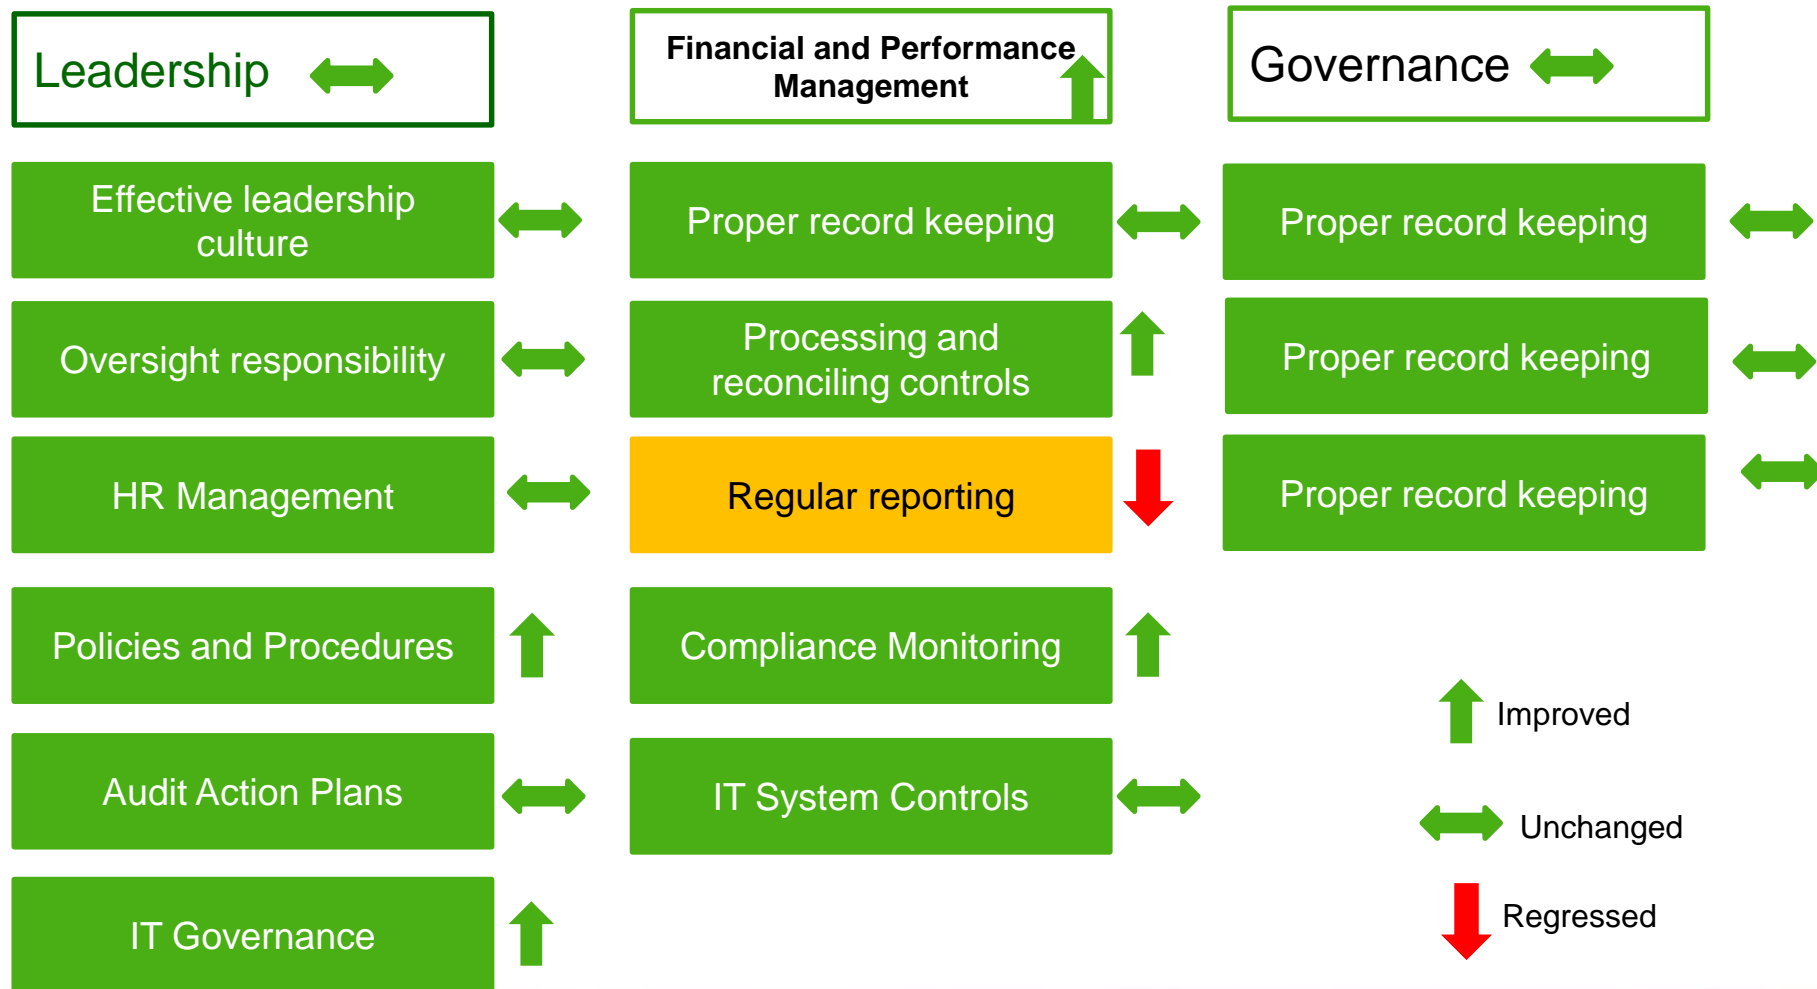 Leadership
Financial and Performance
Management
Governance
Effective leadership
culture
Proper record keeping
Proper record keeping
Oversight responsibility
Processing and
reconciling controls
Proper record keeping
HR Management
Regular reporting
Proper record keeping
Policies and Procedures
Compliance Monitoring
Improved
Audit Action Plans
IT System Controls
Unchanged
IT Governance
Regressed